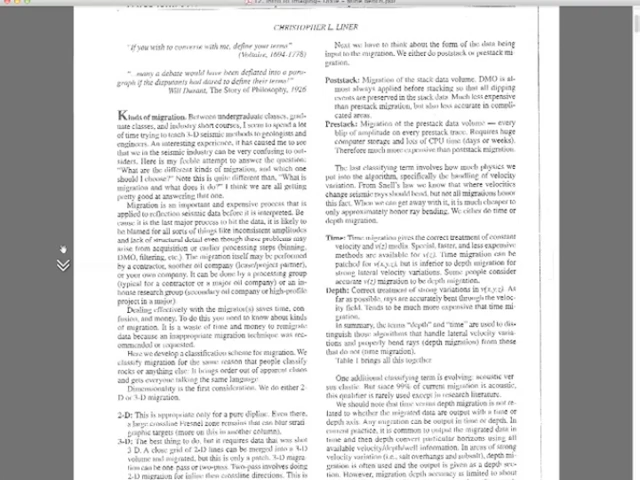 CHRISTOPHER L. LINER
"If you wish to converse with me, define your terms"
(Voltaire, 1694-1778)
"... many a debate would have been deflated into a para-
graph if the disputants had dared to define their terms!"
Will Durant, The Story of Philosophy, 1926
Kinds of migration. Between undergraduate classes, grad-
uate classes, and industry short courses, I seem to spend a lot
of time trying to teach 3-D seismic methods to geologists and
engineers. An interesting experience, it has caused me to see
that we in the seismic industry can be very confusing to out-
siders. Here is my feeble attempt to answer the question:
"What are the different kinds of migration, and which one
should I choose?" Note this is quite different than, "What is
migration and what does it do?" I think we are all getting
pretty good at answering that one.
Migration is an important and expensive process that is
applied to reflection seismic data before it is interpreted. Be-
cause it is the last major process to hit the data, it is likely to
be blamed for all sorts of things like inconsistent amplitudes
and lack of structural detail even though these problems may
arise from acquisition or earlier processing steps (binning,
DMO, filtering, etc.). The migration itself may be performed
by a contractor, another oil company (lease/project partner),
or your own company. It can be done by a processing group
(typical for a contractor or a major oil company) or an in-
house research group (secondary oil company or high-profile
project in a major).
Dealing effectively with the migrator(s) saves time, con-
fusion, and money. To do this you need to know about kinds
of migration. It is a waste of time and money to remigrate
data because an inappropriate migration technique was rec-
ommended or requested.
Here we develop a classification scheme for migration. We
classify migration for the same reason that people classify
rocks or anything else: It brings order out of apparent chaos
and gets everyone talking the same language.
Dimensionality is the first consideration. We do either 2-
D or 3-D migration.
2-D: This is appropriate only for a pure dipline. Even there,
a large crossline Fresnel zone remains that can blur strati-
graphic targets (more on this in another column).
3-D: The best thing to do, but it requires data that was shot
3 D. A close grid of 2-D lines can be merged into a 3-D
volume and migrated, but this is only a patch. 3-D migra-
tion can be one pass or two-pass. Two-pass involves doing
2-D migration for inline then crossline directions. This is
Next we have to think about the form of the data being
input to the migration. We either do poststack or prestack mi-
gration.
Poststack: Migration of the stack data volume. DMO is al-
most always applied before stacking so that all dipping
events are preserved in the stack data. Much less expensive
than prestack migration, but also less accurate in compli-
cated areas.
Prestack: Migration of the prestack data volume — every
blip of amplitude on every prestack trace. Requires huge
computer storage and lots of CPU time (days or weeks).
Therefore much more expensive than poststack migration.
The last classifying term involves how much physics we
put into the algorithm, specifically the handling of velocity
variation. From Snell's law we know that where velocities
change seismic rays should bend, but not all migrations honor
this fact. When we can get away with it, it is much cheaper to
only approximately honor ray bending. We either do time or
depth migration.
Time: Time migration gives the correct treatment of constant
velocity and v(z) media. Special, faster, and less expensive
methods are available for v(z). Time migration can be
patched for v(x,y,z), but is inferior to depth migration for
strong lateral velocity variations. Some people consider
accurate v(z) migration to be depth migration.
Depth: Correct treatment of strong variations in v(x,y,z). As
far as possible, rays are accurately bent through the veloc-
ity field. Tends to be much more expensive than time mi-
gration.
In summary, the terms "depth" and "time" are used to dis-
tinguish those algorithms that handle lateral velocity varia-
tions and properly bend rays (depth migration) from these
that do not (time migration).
Table 1 brings all this together.
One additional classifying term is evolving: acoustic ver-
sus elastic. But since 99% of current migration is acoustic,
this qualifier is rarely used except in research literature.
We should note that time versus depth migration is not re-
lated to whether the migrated data are output with a time or
depth axis. Any migration can be output in time or depth. In
current practice, it is common to output the migrated data in
time and then depth convert particular horizons using all
available velocity/depth/well information. In areas of strong
velocity variation (i.e., salt overhangs and subsalt), depth mi-
gration is often used and the output is given as a depth sec-
tion. However, migration depth accuracy is limited to about